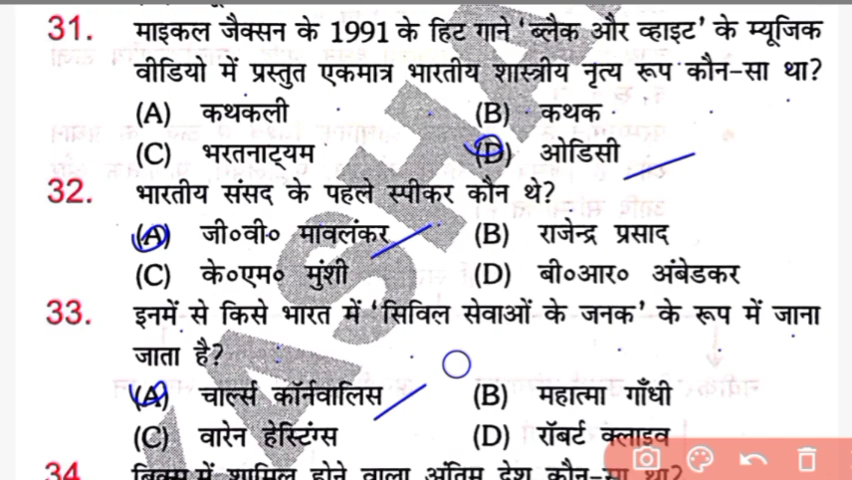 31. माइकल जैक्सन के 1991 के हिट गाने 'ब्लैक और व्हाइट' के म्यूजिक
वीडियो में प्रस्तुत एकमात्र भारतीय शास्त्रीय नृत्य रूप कौन-सा था?
(A) कथकली (B) कथक
(C) भरतनाट्यम (D) ओडिसी
32. भारतीय संसद के पहले स्पीकर कौन थे?
(A) जी०वी० मावलंकर (B) राजेन्द्र प्रसाद
(C) के०एम० मुंशी (D) बी०आर० अंबेडकर
33. इनमें से किसे भारत में 'सिविल सेवाओं के जनक' के रूप में जाना
जाता है?
(A) चार्ल्स कॉर्नवालिस (B) महात्मा गाँधी
(C) वारेन हेस्टिंग्स (D) रॉबर्ट क्लाइव
34. ब्रिक्स में शामिल होने वाला अंतिम देश कौन-सा था?